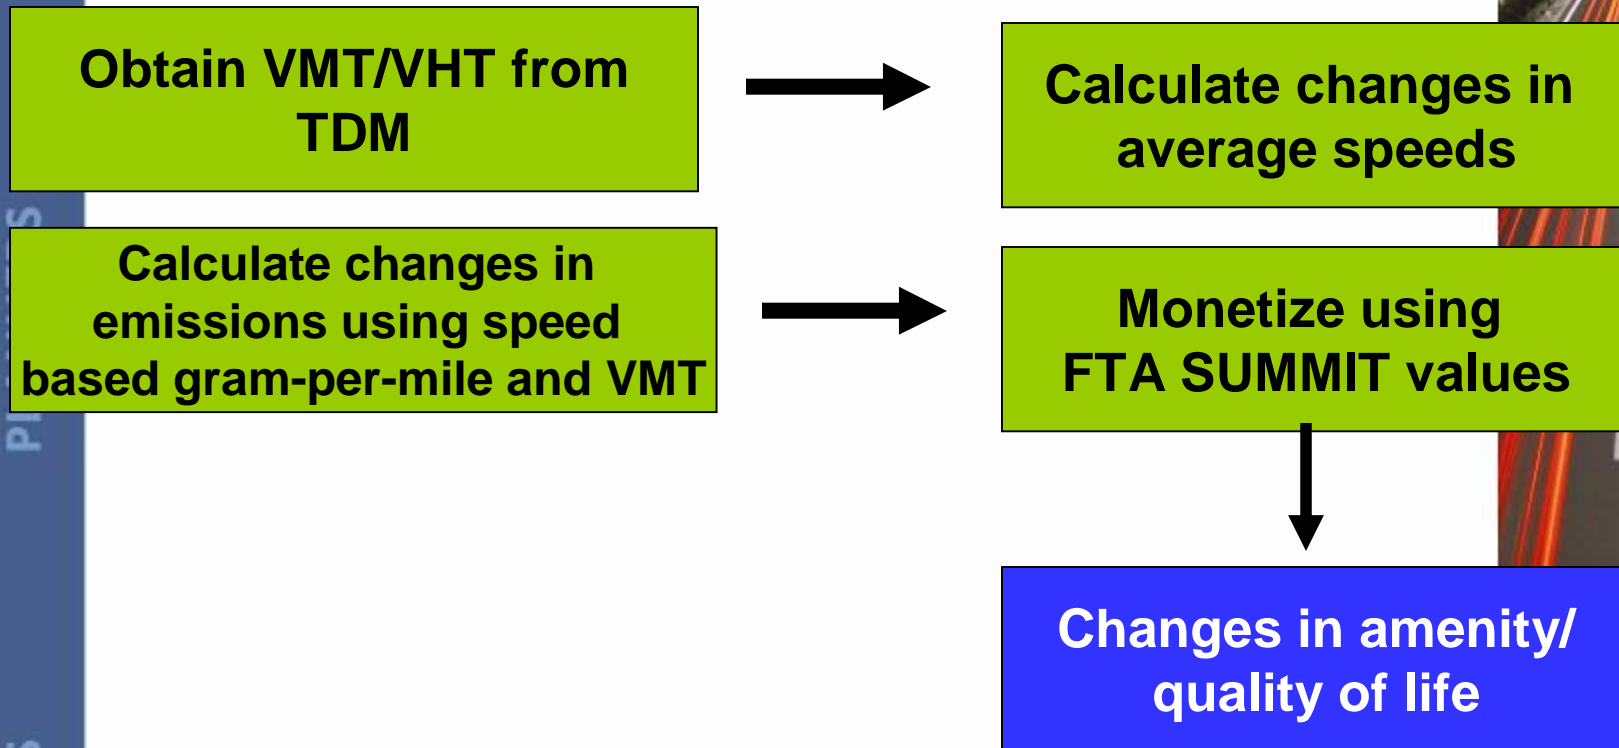 Obtain VMT/VHT from
TDM
Calculate changes in
average speeds
Calculate changes in
emissions using speed
based gram-per-mile and VMT
Monetize using
FTA SUMMIT values
Changes in amenity/
quality of life